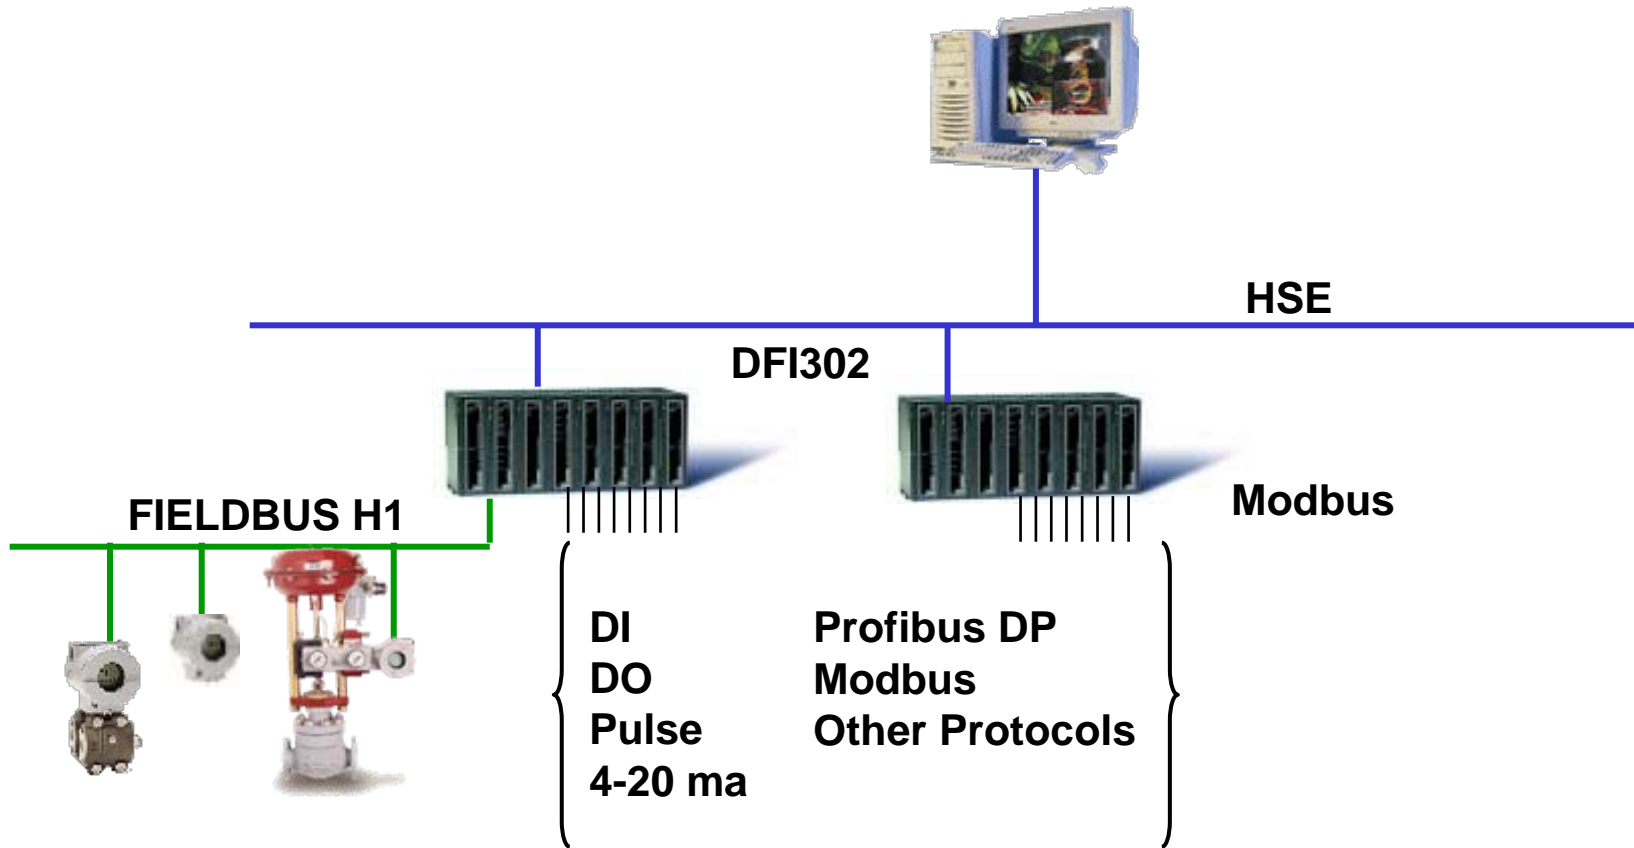 HSE
DFI302
FIELDBUS H1
Modbus
DI
DO
Pulse
4-20 ma
Profibus DP
Modbus
Other Protocols